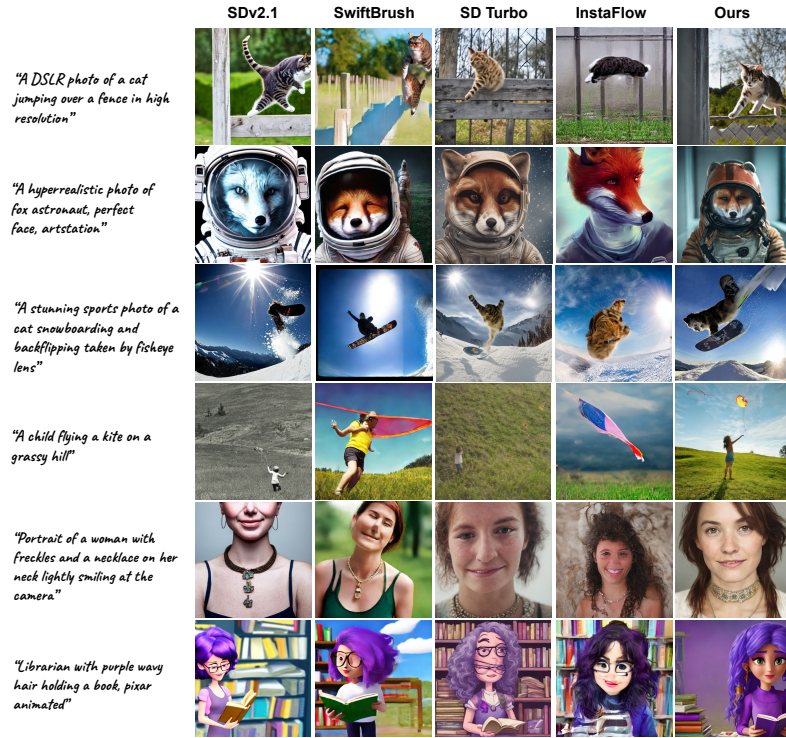 SDv2.1 SwiftBrush SD Turbo InstaFlow Ours
“A DSLR photo of a cat
jumping over a fence in high
resolution”
“A hyperrealistic photo of
fox astronaut, perfect
face, artstation”
“A stunning sports photo of a
cat snowboarding and
backflipping taken by fisheye
lens”
“A child flying a kite on a
grassy hill”
“Portrait of a woman with
freckles and a necklace on her
neck lightly smiling at the
camera”
“Librarian with purple wavy
hair holding a book, pixar
animated”